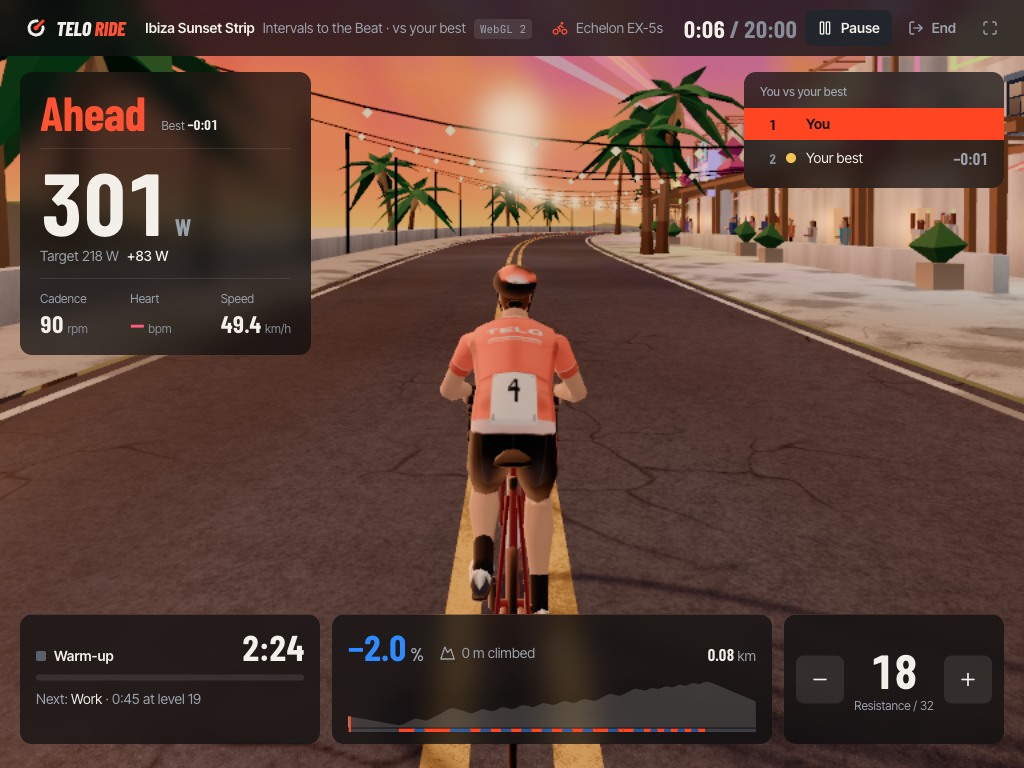 TELO RIDE Ibiza Sunset Strip Intervals to the Beat · vs your best WebGL 2 Echelon EX-5s 0:06 / 20:00 Pause End
Ahead Best −0:01
301 W
Target 218 W +83 W
Cadence Heart Speed
90 rpm — bpm 49.4 km/h
You vs your best
1 You
2 Your best −0:01
TELO
4
Warm-up 2:24
Next: Work · 0:45 at level 19
−2.0 % 0 m climbed 0.08 km
− 18 +
Resistance / 32